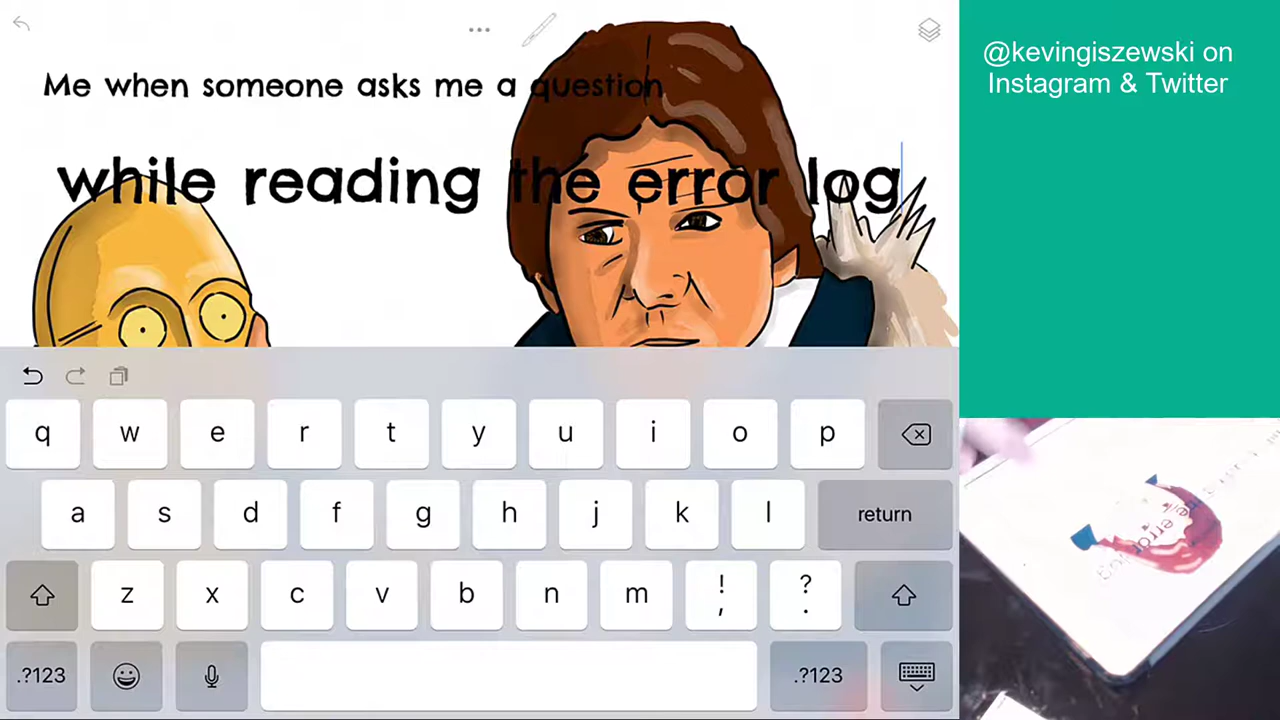 Me when someone asks me a question
while reading the error log
@kevingiszewski on
Instagram & Twitter
q w e r t y u i o p
a s d f g h j k l return
z x c v b n m ! , ? .
.?123 .?123